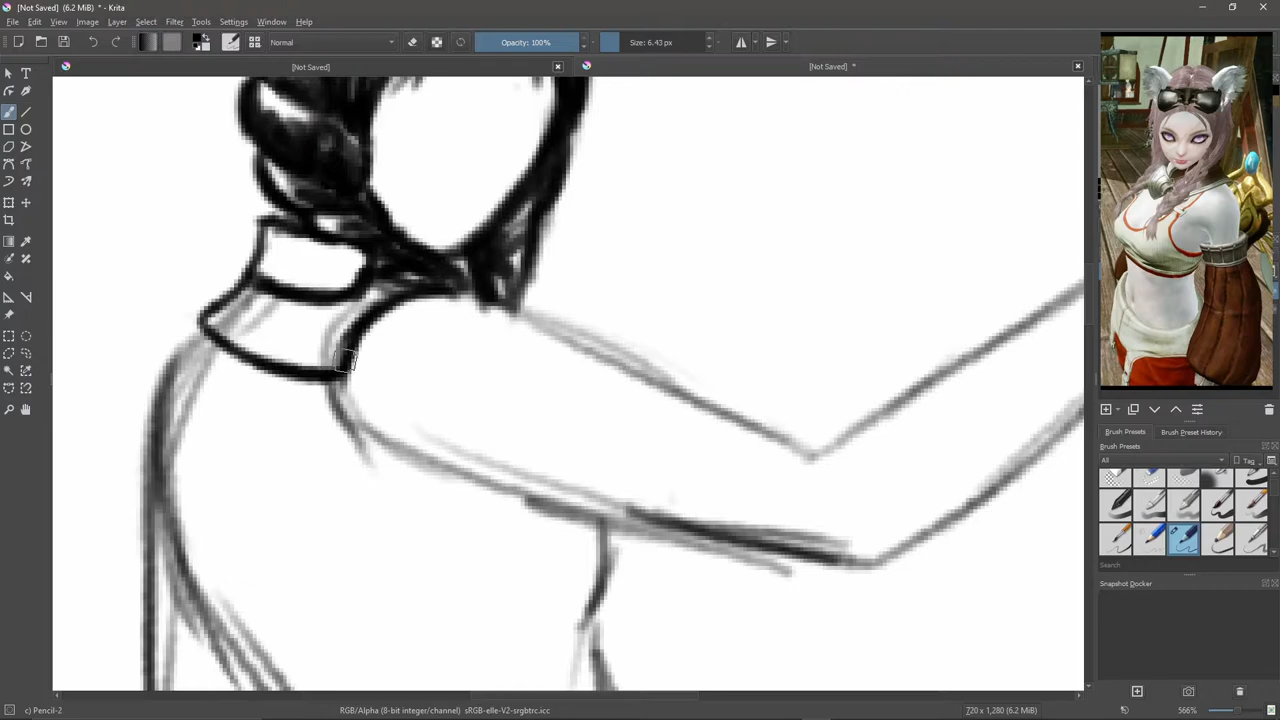 [Not Saved] (6.2 MiB) * - Krita
File Edit View Image Layer Select Filter Tools Settings Window Help
Normal Opacity: 100% Size: 6.43 px
[Not Saved] [Not Saved] *
Brush Presets Brush Preset History
Brush Presets
All Tag
Search
Snapshot Docker
c) Pencil-2 RGB/Alpha (8-bit integer/channel) sRGB-elle-V2-srgbtrc.icc 720 x 1,280 (6.2 MiB) 566%